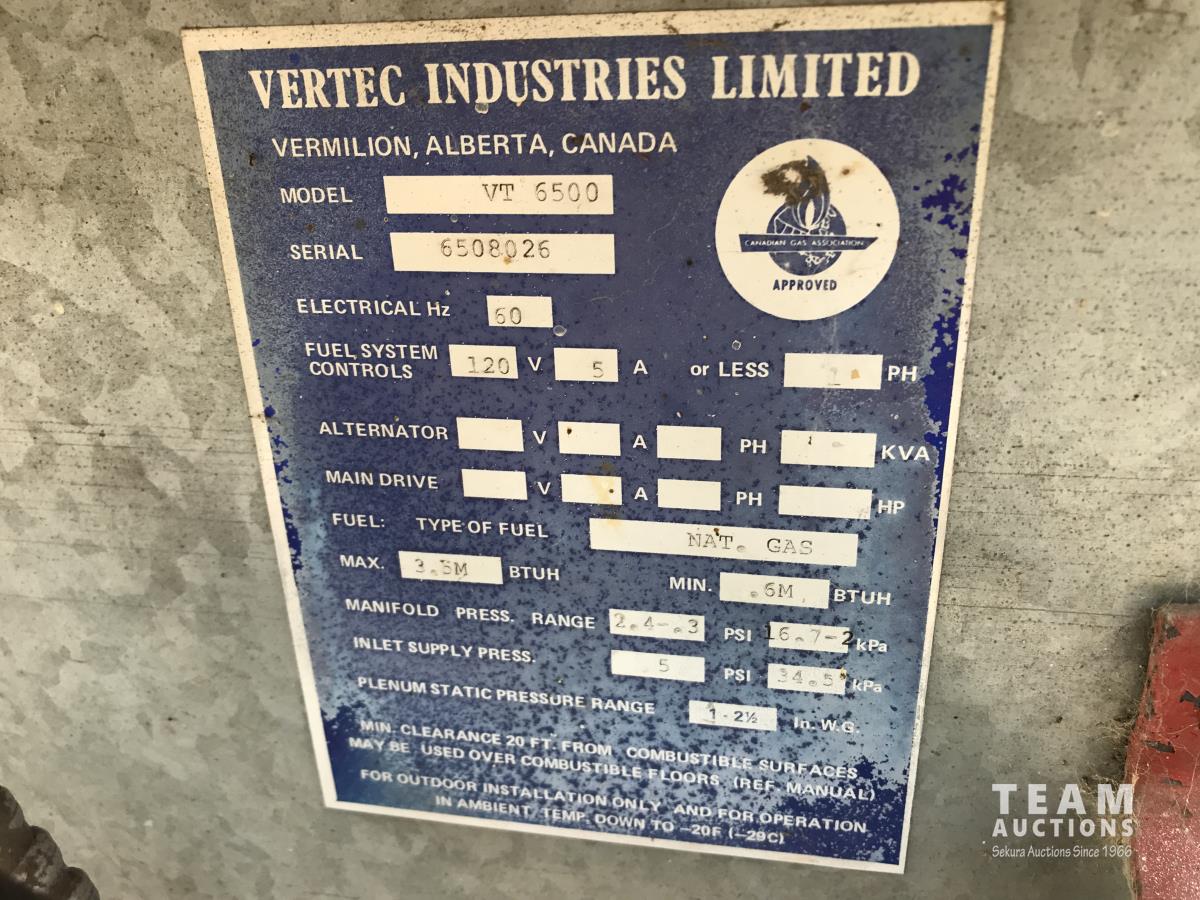 VERTEC INDUSTRIES LIMITED
VERMILION, ALBERTA, CANADA
MODEL VT 6500
SERIAL 6508026
CANADIAN GAS ASSOCIATION
APPROVED
ELECTRICAL Hz 60
FUEL SYSTEM CONTROLS 120 V 5 A or LESS 1 PH
ALTERNATOR V A PH KVA
MAIN DRIVE V A PH HP
FUEL: TYPE OF FUEL NAT. GAS
MAX. 3.5M BTUH MIN. .6M BTUH
MANIFOLD PRESS. RANGE 2.4-.3 PSI 16.7-2 kPa
INLET SUPPLY PRESS. 5 PSI 34.5 kPa
PLENUM STATIC PRESSURE RANGE 1-2½ In. W.G.
MIN. CLEARANCE 20 FT. FROM COMBUSTIBLE SURFACES
MAY BE USED OVER COMBUSTIBLE FLOORS (REF. MANUAL)
FOR OUTDOOR INSTALLATION ONLY AND FOR OPERATION
IN AMBIENT TEMP. DOWN TO -20F (-29C)
TEAM
AUCTIONS
Sekura Auctions Since 1966